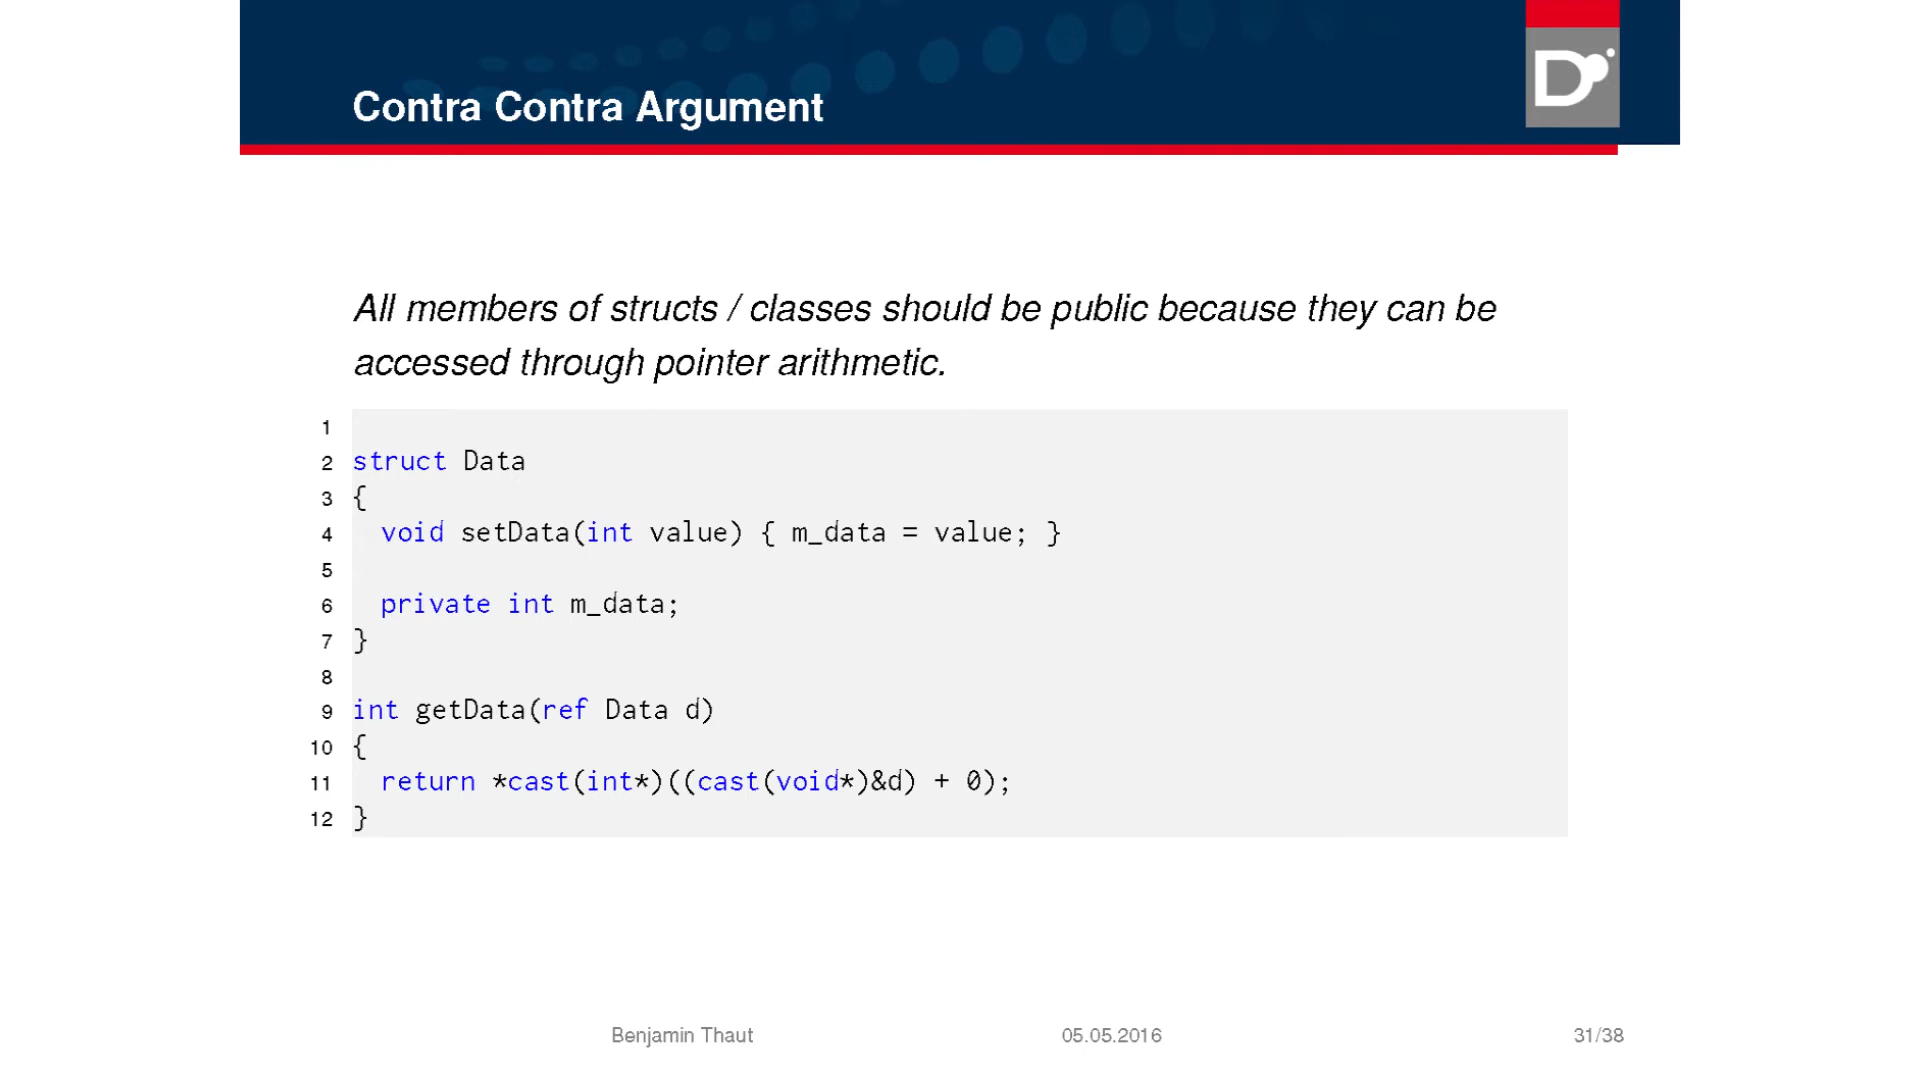 Contra Contra Argument
D
All members of structs / classes should be public because they can be
accessed through pointer arithmetic.
1
2 struct Data
3 {
4 void setData(int value) { m_data = value; }
5
6 private int m_data;
7 }
8
9 int getData(ref Data d)
10 {
11 return *cast(int*)((cast(void*)&d) + 0);
12 }
Benjamin Thaut 05.05.2016 31/38